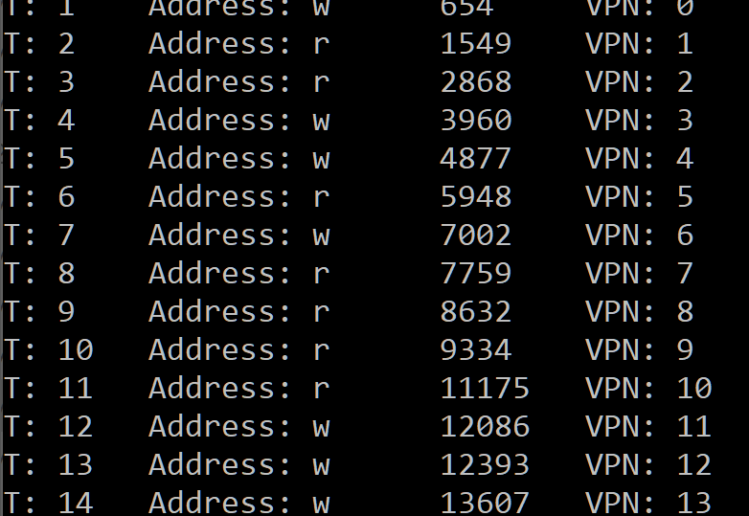 T: 1 Address: w 654 VPN: 0
T: 2 Address: r 1549 VPN: 1
T: 3 Address: r 2868 VPN: 2
T: 4 Address: w 3960 VPN: 3
T: 5 Address: w 4877 VPN: 4
T: 6 Address: r 5948 VPN: 5
T: 7 Address: w 7002 VPN: 6
T: 8 Address: r 7759 VPN: 7
T: 9 Address: r 8632 VPN: 8
T: 10 Address: r 9334 VPN: 9
T: 11 Address: r 11175 VPN: 10
T: 12 Address: w 12086 VPN: 11
T: 13 Address: w 12393 VPN: 12
T: 14 Address: w 13607 VPN: 13